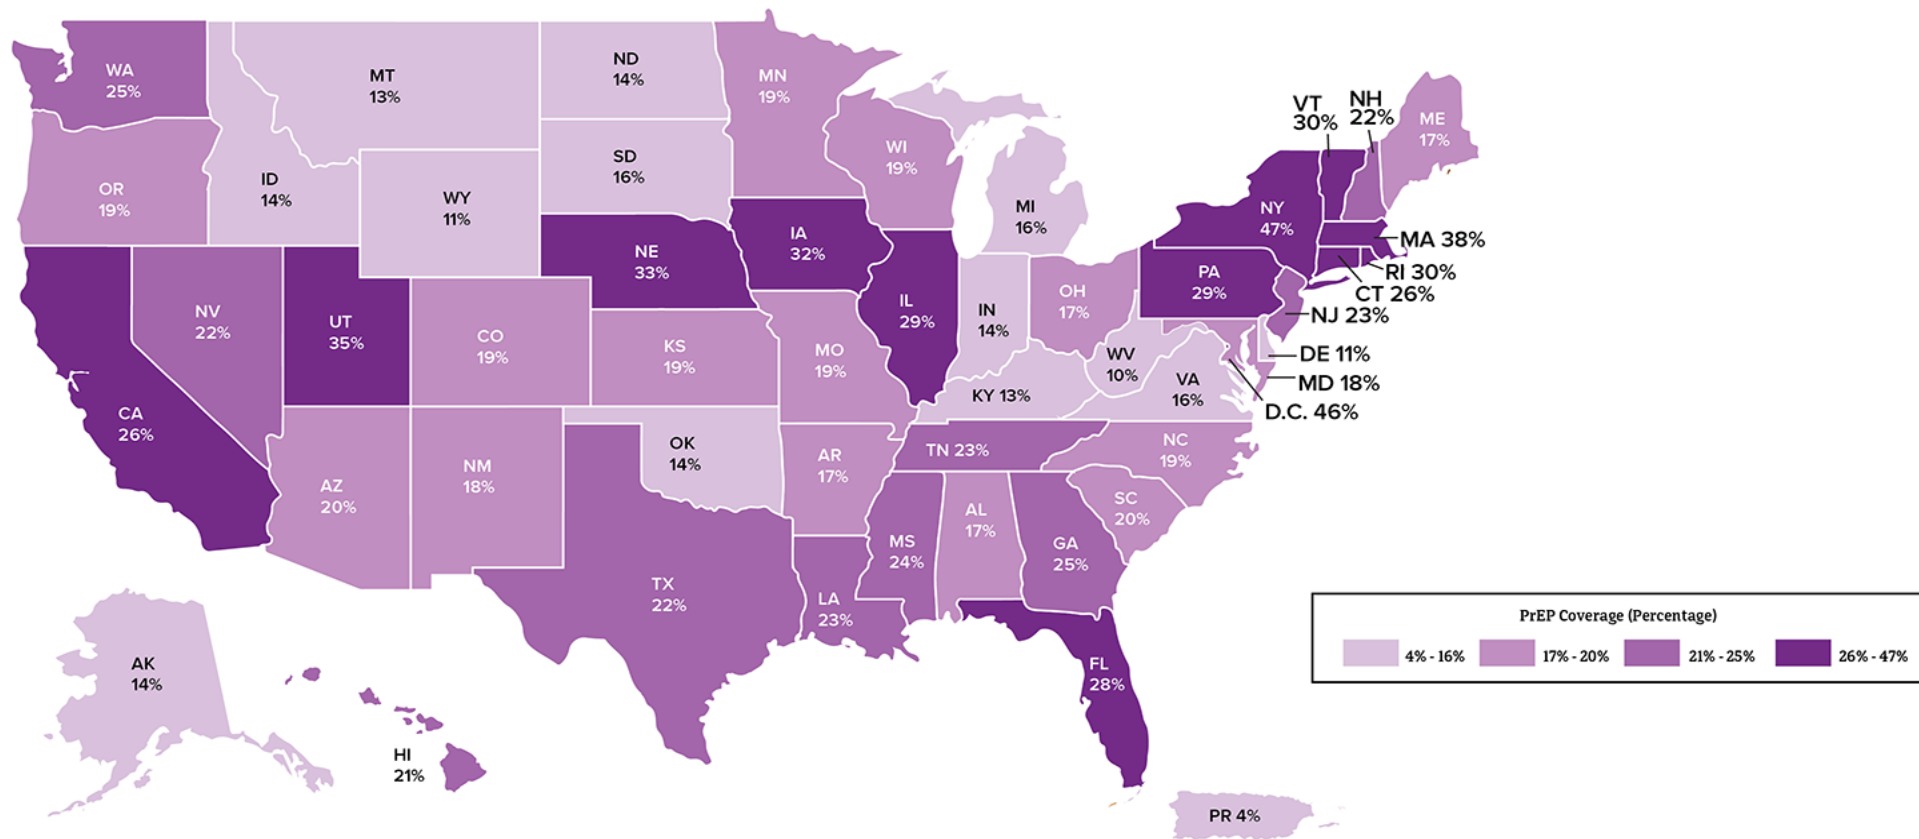 WA
25%
MT
13%
ND
14%
MN
19%
VT
30%
NH
22%
ME
17%
OR
19%
ID
14%
WY
11%
SD
16%
WI
19%
MI
16%
NY
47%
MA 38%
RI 30%
CT 26%
NJ 23%
DE 11%
MD 18%
D.C. 46%
NE
33%
IA
32%
PA
29%
NV
22%
UT
35%
CO
19%
KS
19%
MO
19%
IL
29%
IN
14%
OH
17%
WV
10%
VA
16%
KY 13%
CA
26%
AZ
20%
NM
18%
OK
14%
AR
17%
TN 23%
NC
19%
SC
20%
MS
24%
AL
17%
GA
25%
TX
22%
LA
23%
FL
28%
AK
14%
HI
21%
PR 4%
PrEP Coverage (Percentage)
4% - 16%
17% - 20%
21% - 25%
26% - 47%